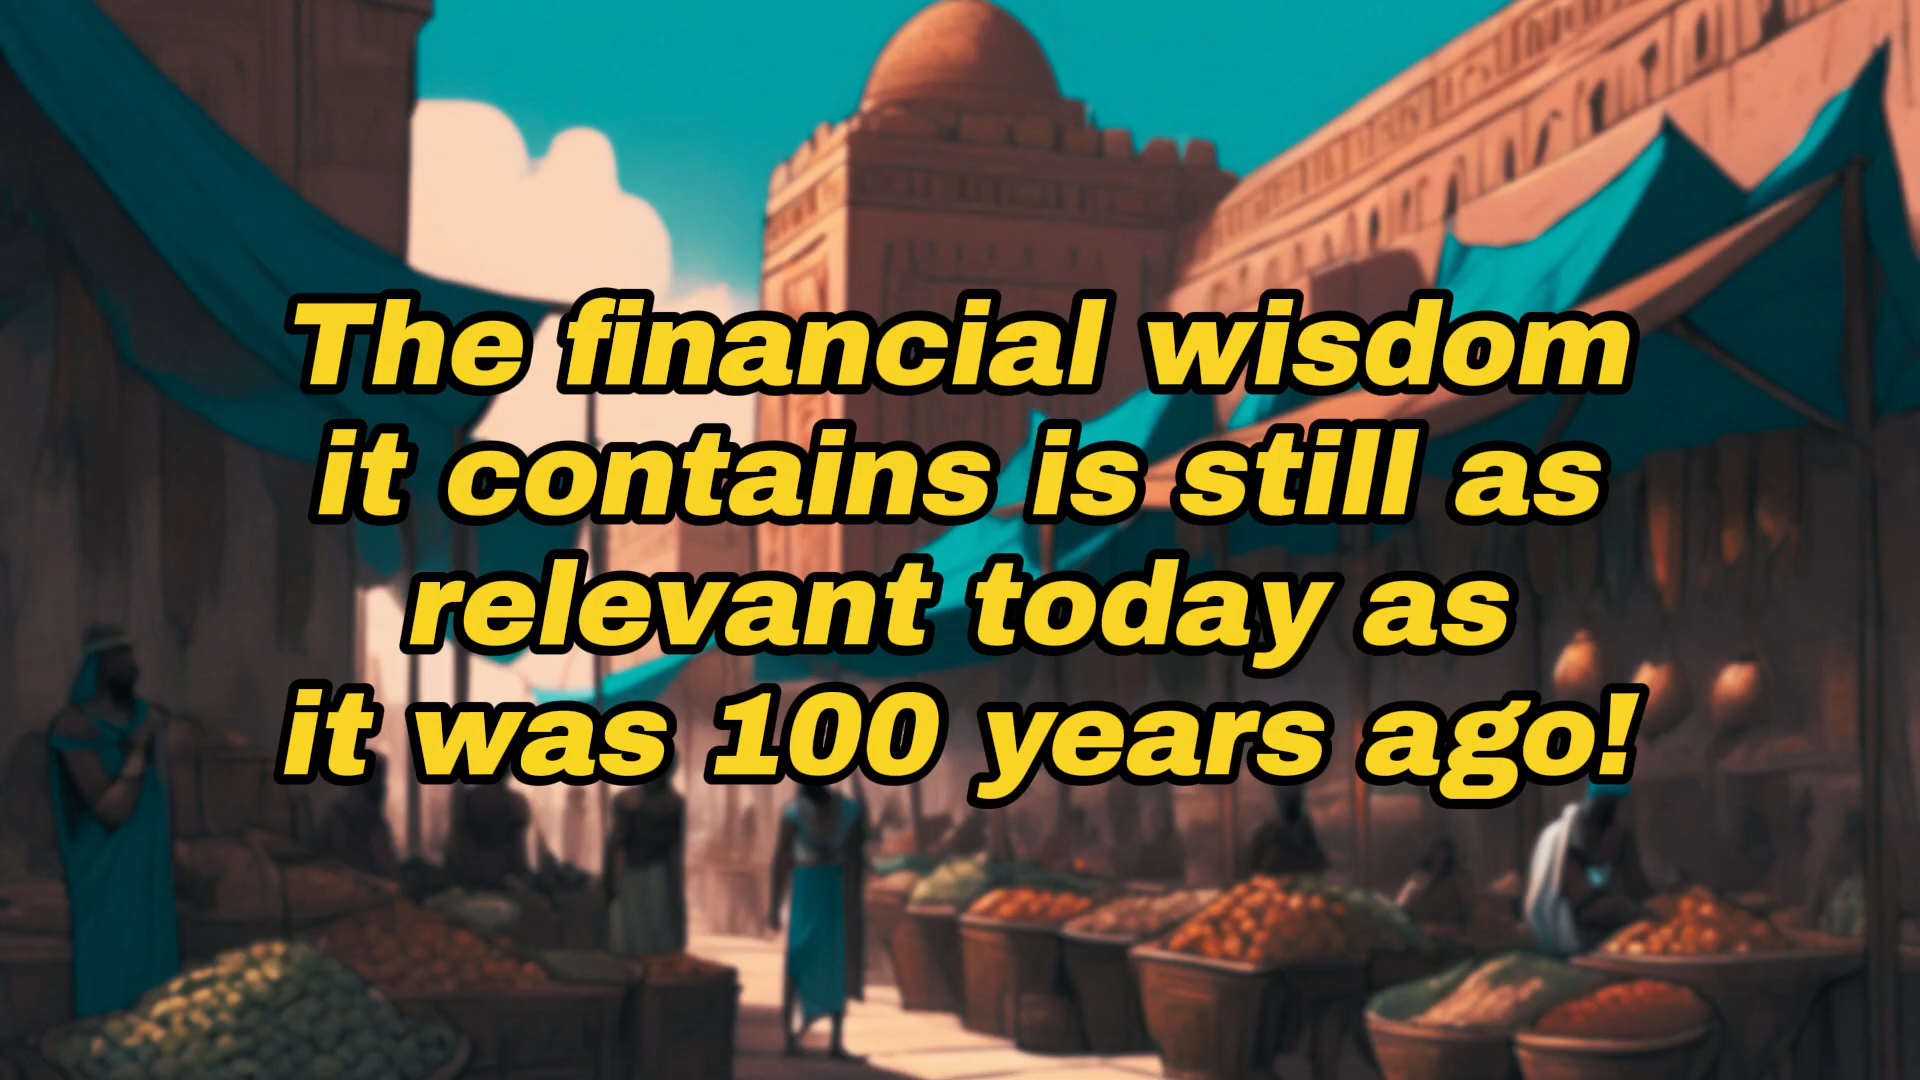 The financial wisdom
it contains is still as
relevant today as
it was 100 years ago!